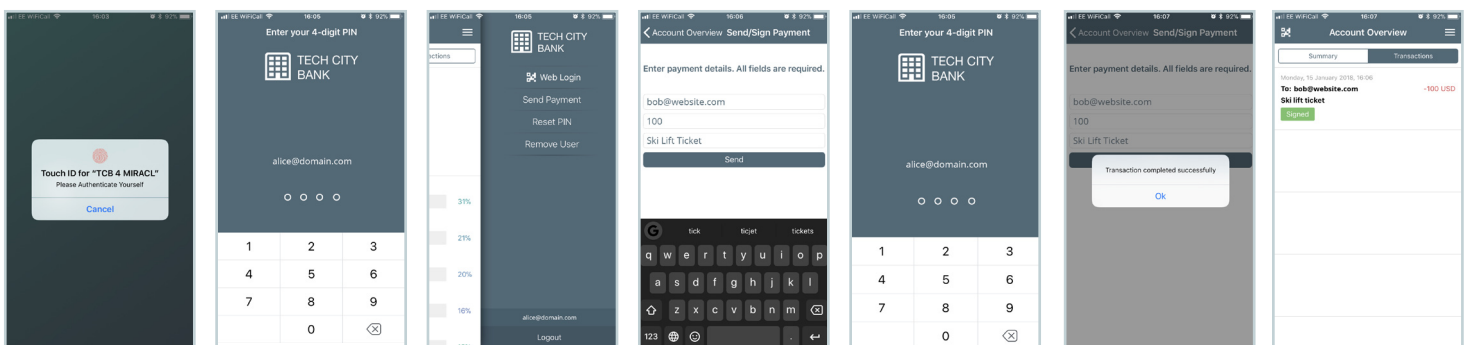 EE WiFiCall 16:03 92%
Touch ID for "TCB 4 MIRACL"
Please Authenticate Yourself
Cancel
EE WiFiCall 16:05 92%
Enter your 4-digit PIN
TECH CITY
BANK
alice@domain.com
1 2 3
4 5 6
7 8 9
0
EE WiFiCall
ections
31%
21%
20%
16%
16:05 92%
TECH CITY
BANK
Web Login
Send Payment
Reset PIN
Remove User
alice@domain.com
Logout
EE WiFiCall 16:06 92%
Account Overview Send/Sign Payment
Enter payment details. All fields are required.
bob@website.com
100
Ski Lift Ticket
Send
G tick ticjet tickets
q w e r t y u i o p
a s d f g h j k l
z x c v b n m
123 .
EE WiFiCall 16:05 92%
Enter your 4-digit PIN
TECH CITY
BANK
alice@domain.com
1 2 3
4 5 6
7 8 9
0
EE WiFiCall 16:07 92%
Account Overview Send/Sign Payment
Enter payment details. All fields are required.
bob@website.com
100
Ski Lift Ticket
Transaction completed successfully
Ok
EE WiFiCall 16:07 92%
Account Overview
Summary Transactions
Monday, 15 January 2018, 16:06
To: bob@website.com -100 USD
Ski lift ticket
Signed